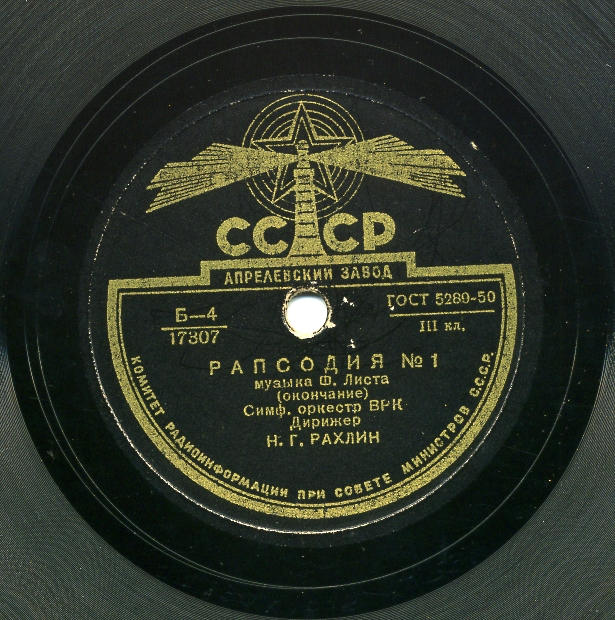 СССР
АПРЕЛЕВСКИЙ ЗАВОД
Б—4
17307
ГОСТ 5289-50
III кл.
РАПСОДИЯ №1
музыка Ф. Листа
(окончание)
Симф. оркестр ВРК
Дирижер
Н. Г. РАХЛИН
КОМИТЕТ РАДИОИНФОРМАЦИИ ПРИ СОВЕТЕ МИНИСТРОВ С.С.С.Р.